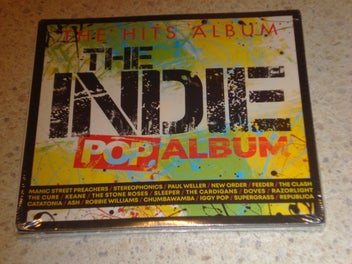 THE HITS ALBUM
THE
INDIE
POP ALBUM
MANIC STREET PREACHERS / STEREOPHONICS / PAUL WELLER / NEW ORDER / FEEDER / THE CLASH
THE CURE / KEANE / THE STONE ROSES / SLEEPER / THE CARDIGANS / DOVES / RAZORLIGHT
CATATONIA / ASH / ROBBIE WILLIAMS / CHUMBAWAMBA / IGGY POP / SUPERGRASS / REPUBLICA